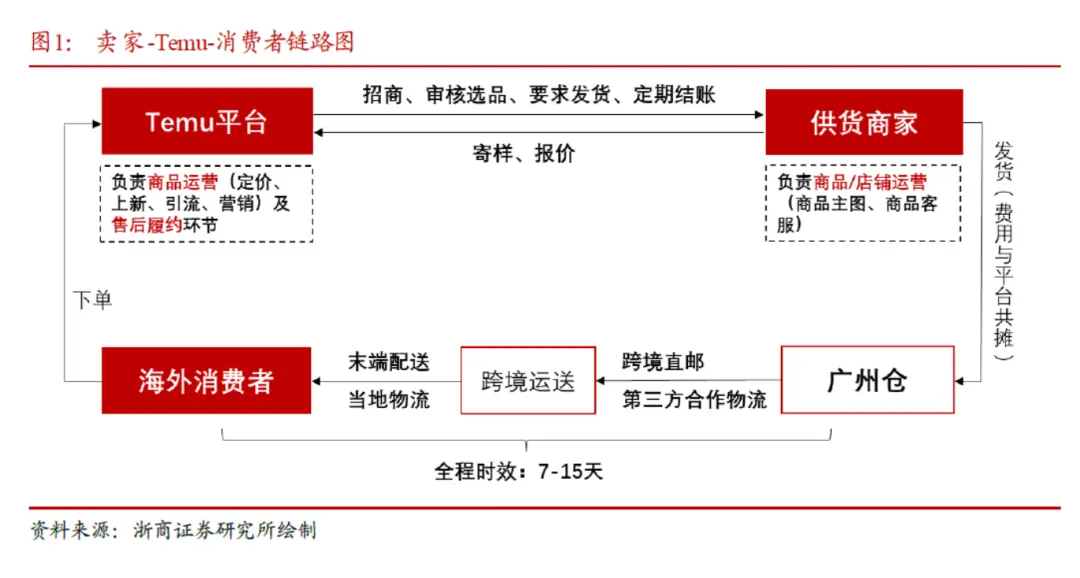 图1： 卖家-Temu-消费者链路图
招商、审核选品、要求发货、定期结账
Temu平台
供货商家
寄样、报价
负责商品运营（定价、
上新、引流、营销）及
售后履约环节
负责商品/店铺运营
（商品主图、商品客
服）
发货（费用与平台共摊）
下单
海外消费者
末端配送
当地物流
跨境运送
跨境直邮
第三方合作物流
广州仓
全程时效：7-15天
资料来源：浙商证券研究所绘制